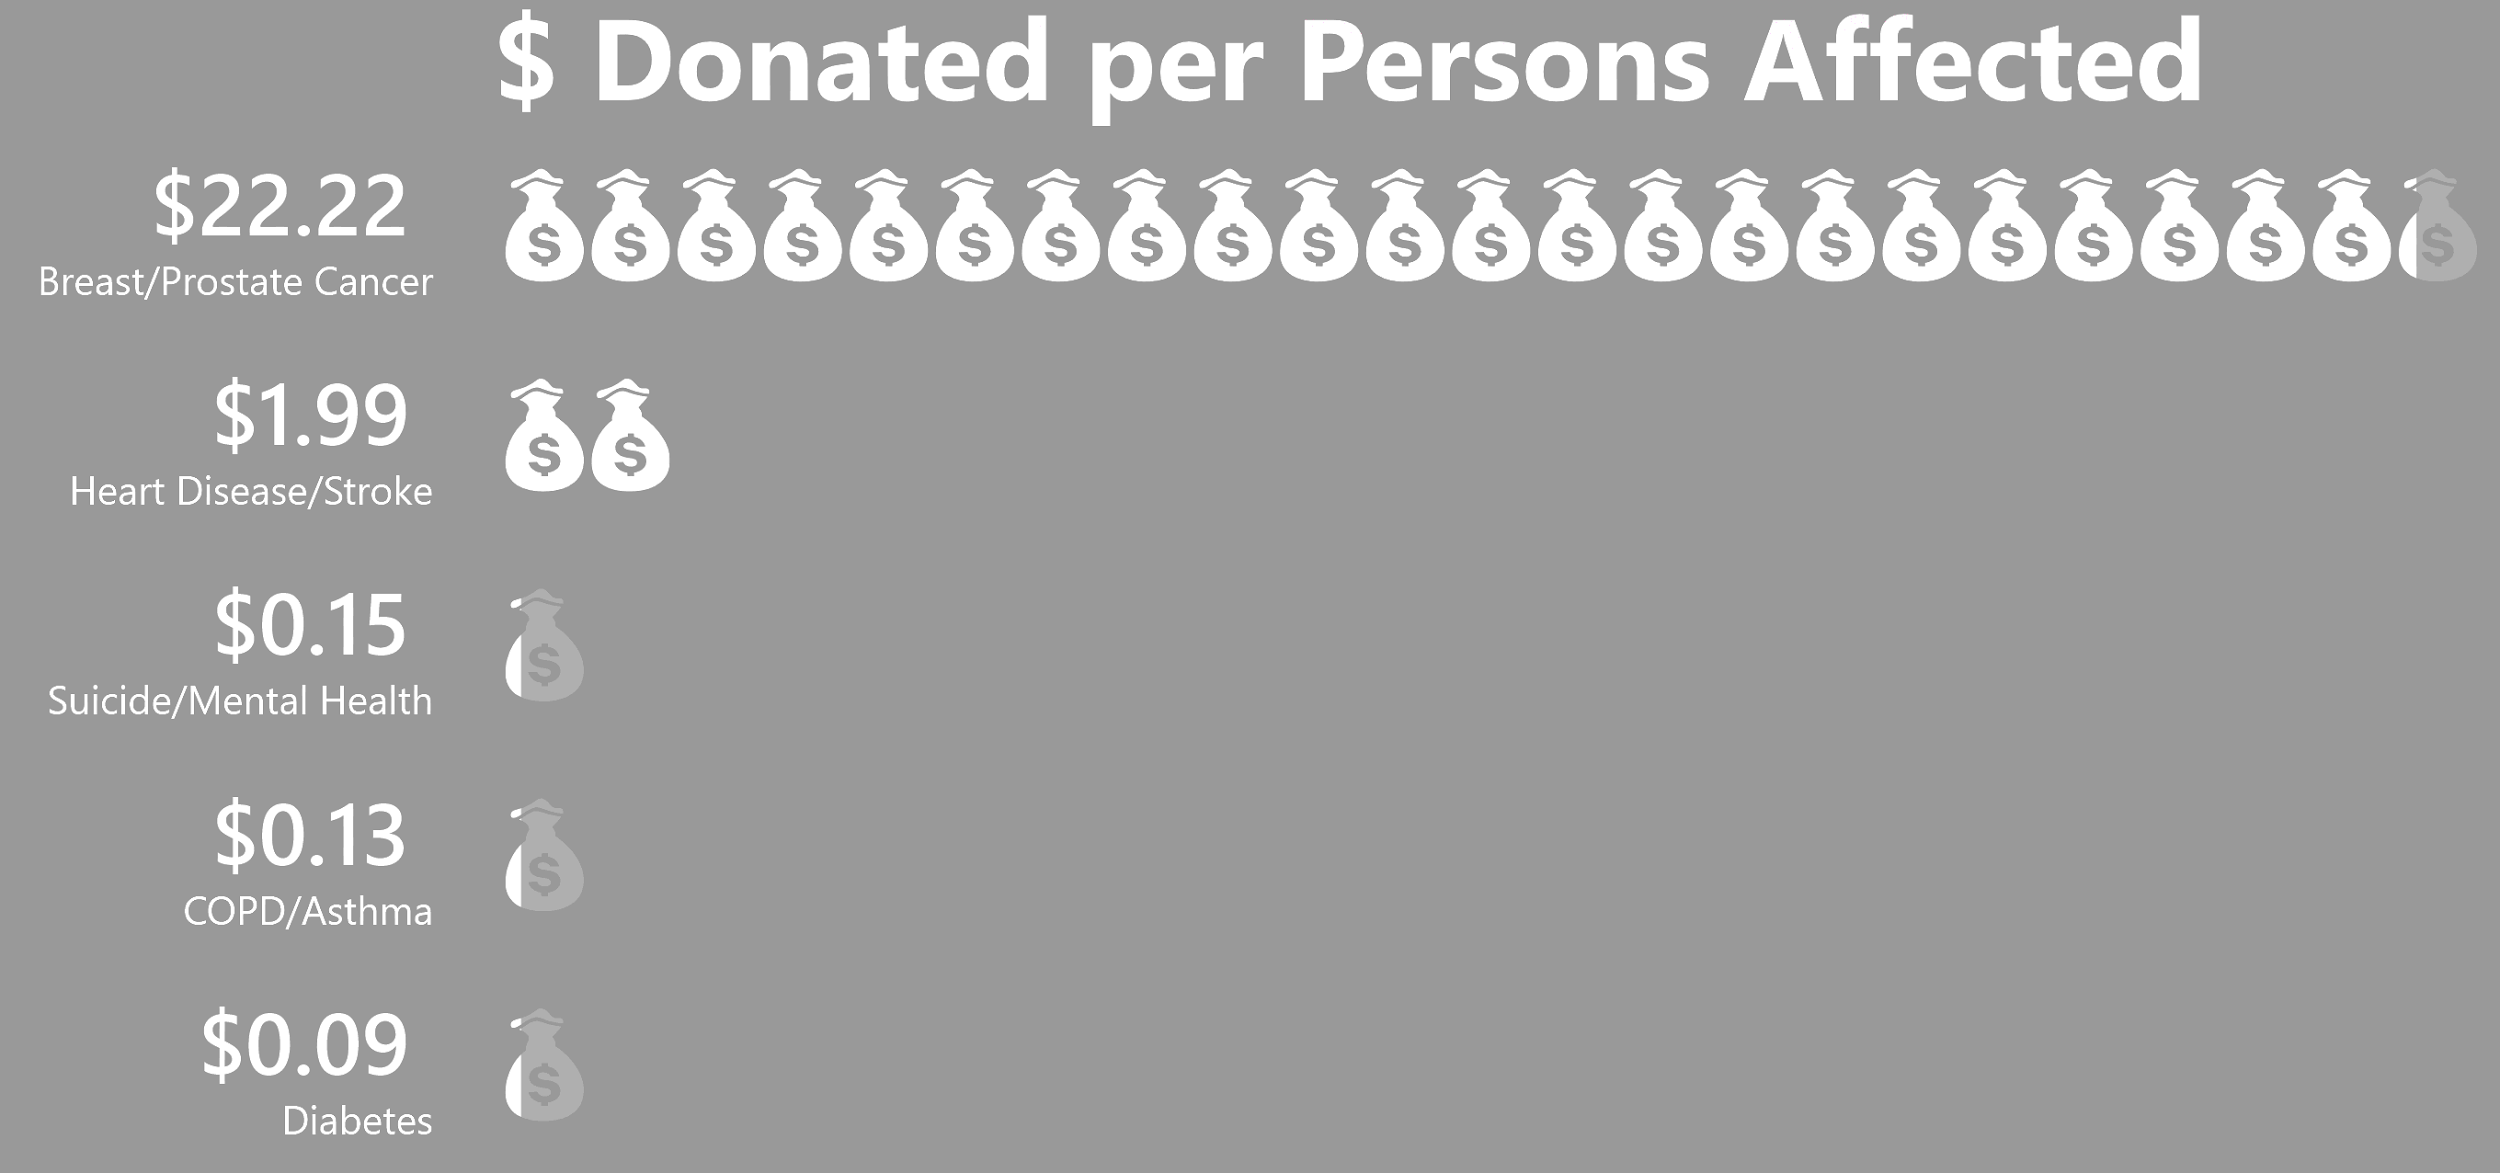 $ Donated per Persons Affected
$22.22
Breast/Prostate Cancer
$1.99
Heart Disease/Stroke
$0.15
Suicide/Mental Health
$0.13
COPD/Asthma
$0.09
Diabetes